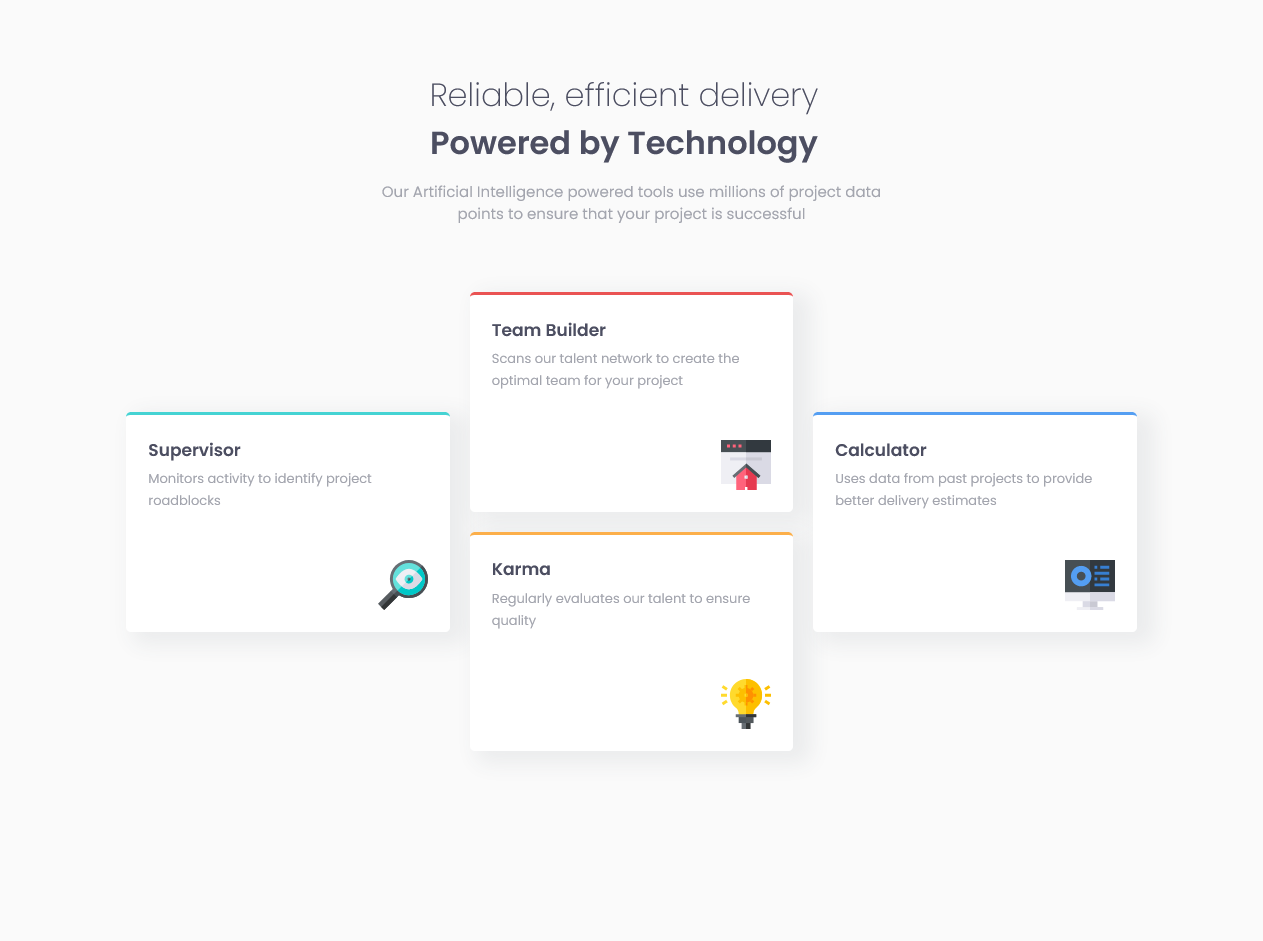 Reliable, efficient delivery
Powered by Technology
Our Artificial Intelligence powered tools use millions of project data
points to ensure that your project is successful
Supervisor
Monitors activity to identify project
roadblocks
Team Builder
Scans our talent network to create the
optimal team for your project
Karma
Regularly evaluates our talent to ensure
quality
Calculator
Uses data from past projects to provide
better delivery estimates